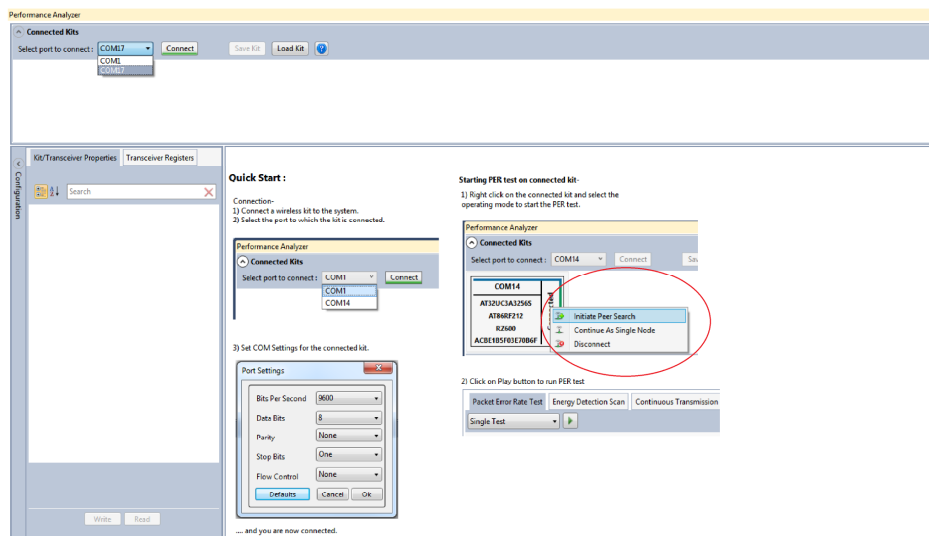 Performance Analyzer
Connected Kits
Select port to connect : COM17 Connect Save Kit Load Kit ?
COM1
COM17
Configuration
Kit/Transceiver Properties Transceiver Registers
Search
Write Read
Quick Start :
Connection-
1) Connect a wireless kit to the system.
2) Select the port to which the kit is connected.
Performance Analyzer
Connected Kits
Select port to connect : COM1 Connect
COM1
COM14
3) Set COM Settings for the connected kit.
Port Settings
Bits Per Second 9600
Data Bits 8
Parity None
Stop Bits One
Flow Control None
Defaults Cancel Ok
.... and you are now connected.
Starting PER test on connected kit-
1) Right click on the connected kit and select the
operating mode to start the PER test.
Performance Analyzer
Connected Kits
Select port to connect : COM14 Connect
COM14
AT32UC3A3256S
AT86RF212
RZ600
ACBE1B5F03E70B6F
Initiate Peer Search
Continue As Single Node
Disconnect
2) Click on Play button to run PER test
Packet Error Rate Test Energy Detection Scan Continuous Transmission
Single Test